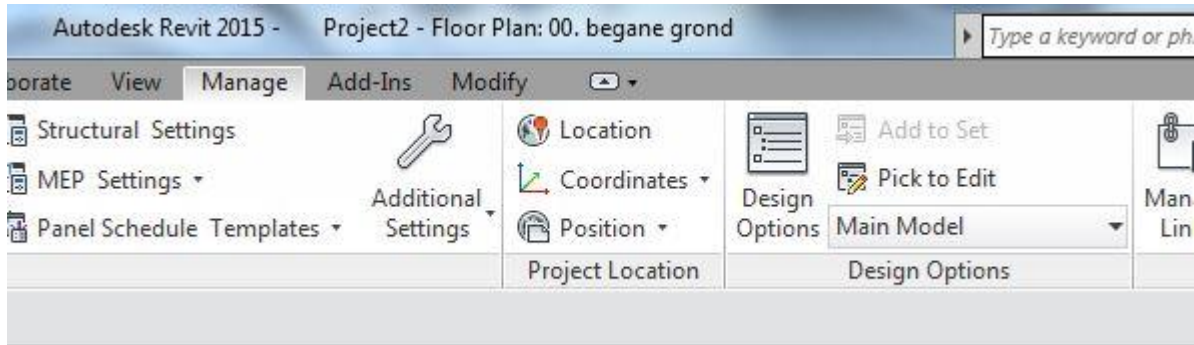 Autodesk Revit 2015 - Project2 - Floor Plan: 00. begane grond
Type a keyword or ph
porate View Manage Add-Ins Modify
Structural Settings
MEP Settings
Panel Schedule Templates
Additional
Settings
Location
Coordinates
Position
Project Location
Design
Options
Add to Set
Pick to Edit
Main Model
Design Options
Man
Lin